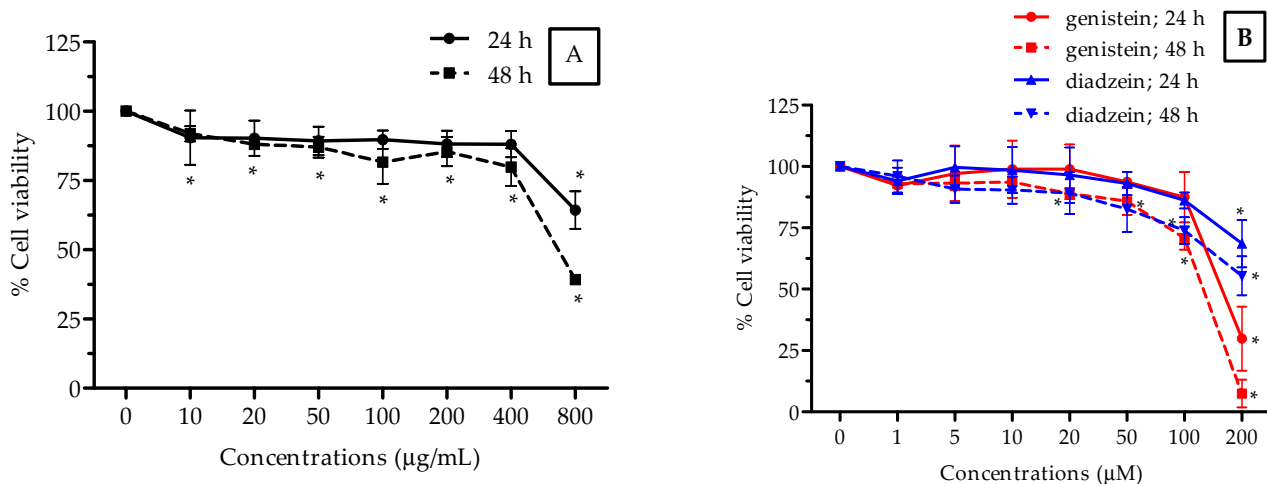 24 h
48 h
A
125
100
75
50
25
0
% Cell viability
* * * * * * * *
0 10 20 50 100 200 400 800
Concentrations (µg/mL)
genistein; 24 h
genistein; 48 h
diadzein; 24 h
diadzein; 48 h
B
125
100
75
50
25
0
% Cell viability
* * * * * * * *
0 1 5 10 20 50 100 200
Concentrations (µM)